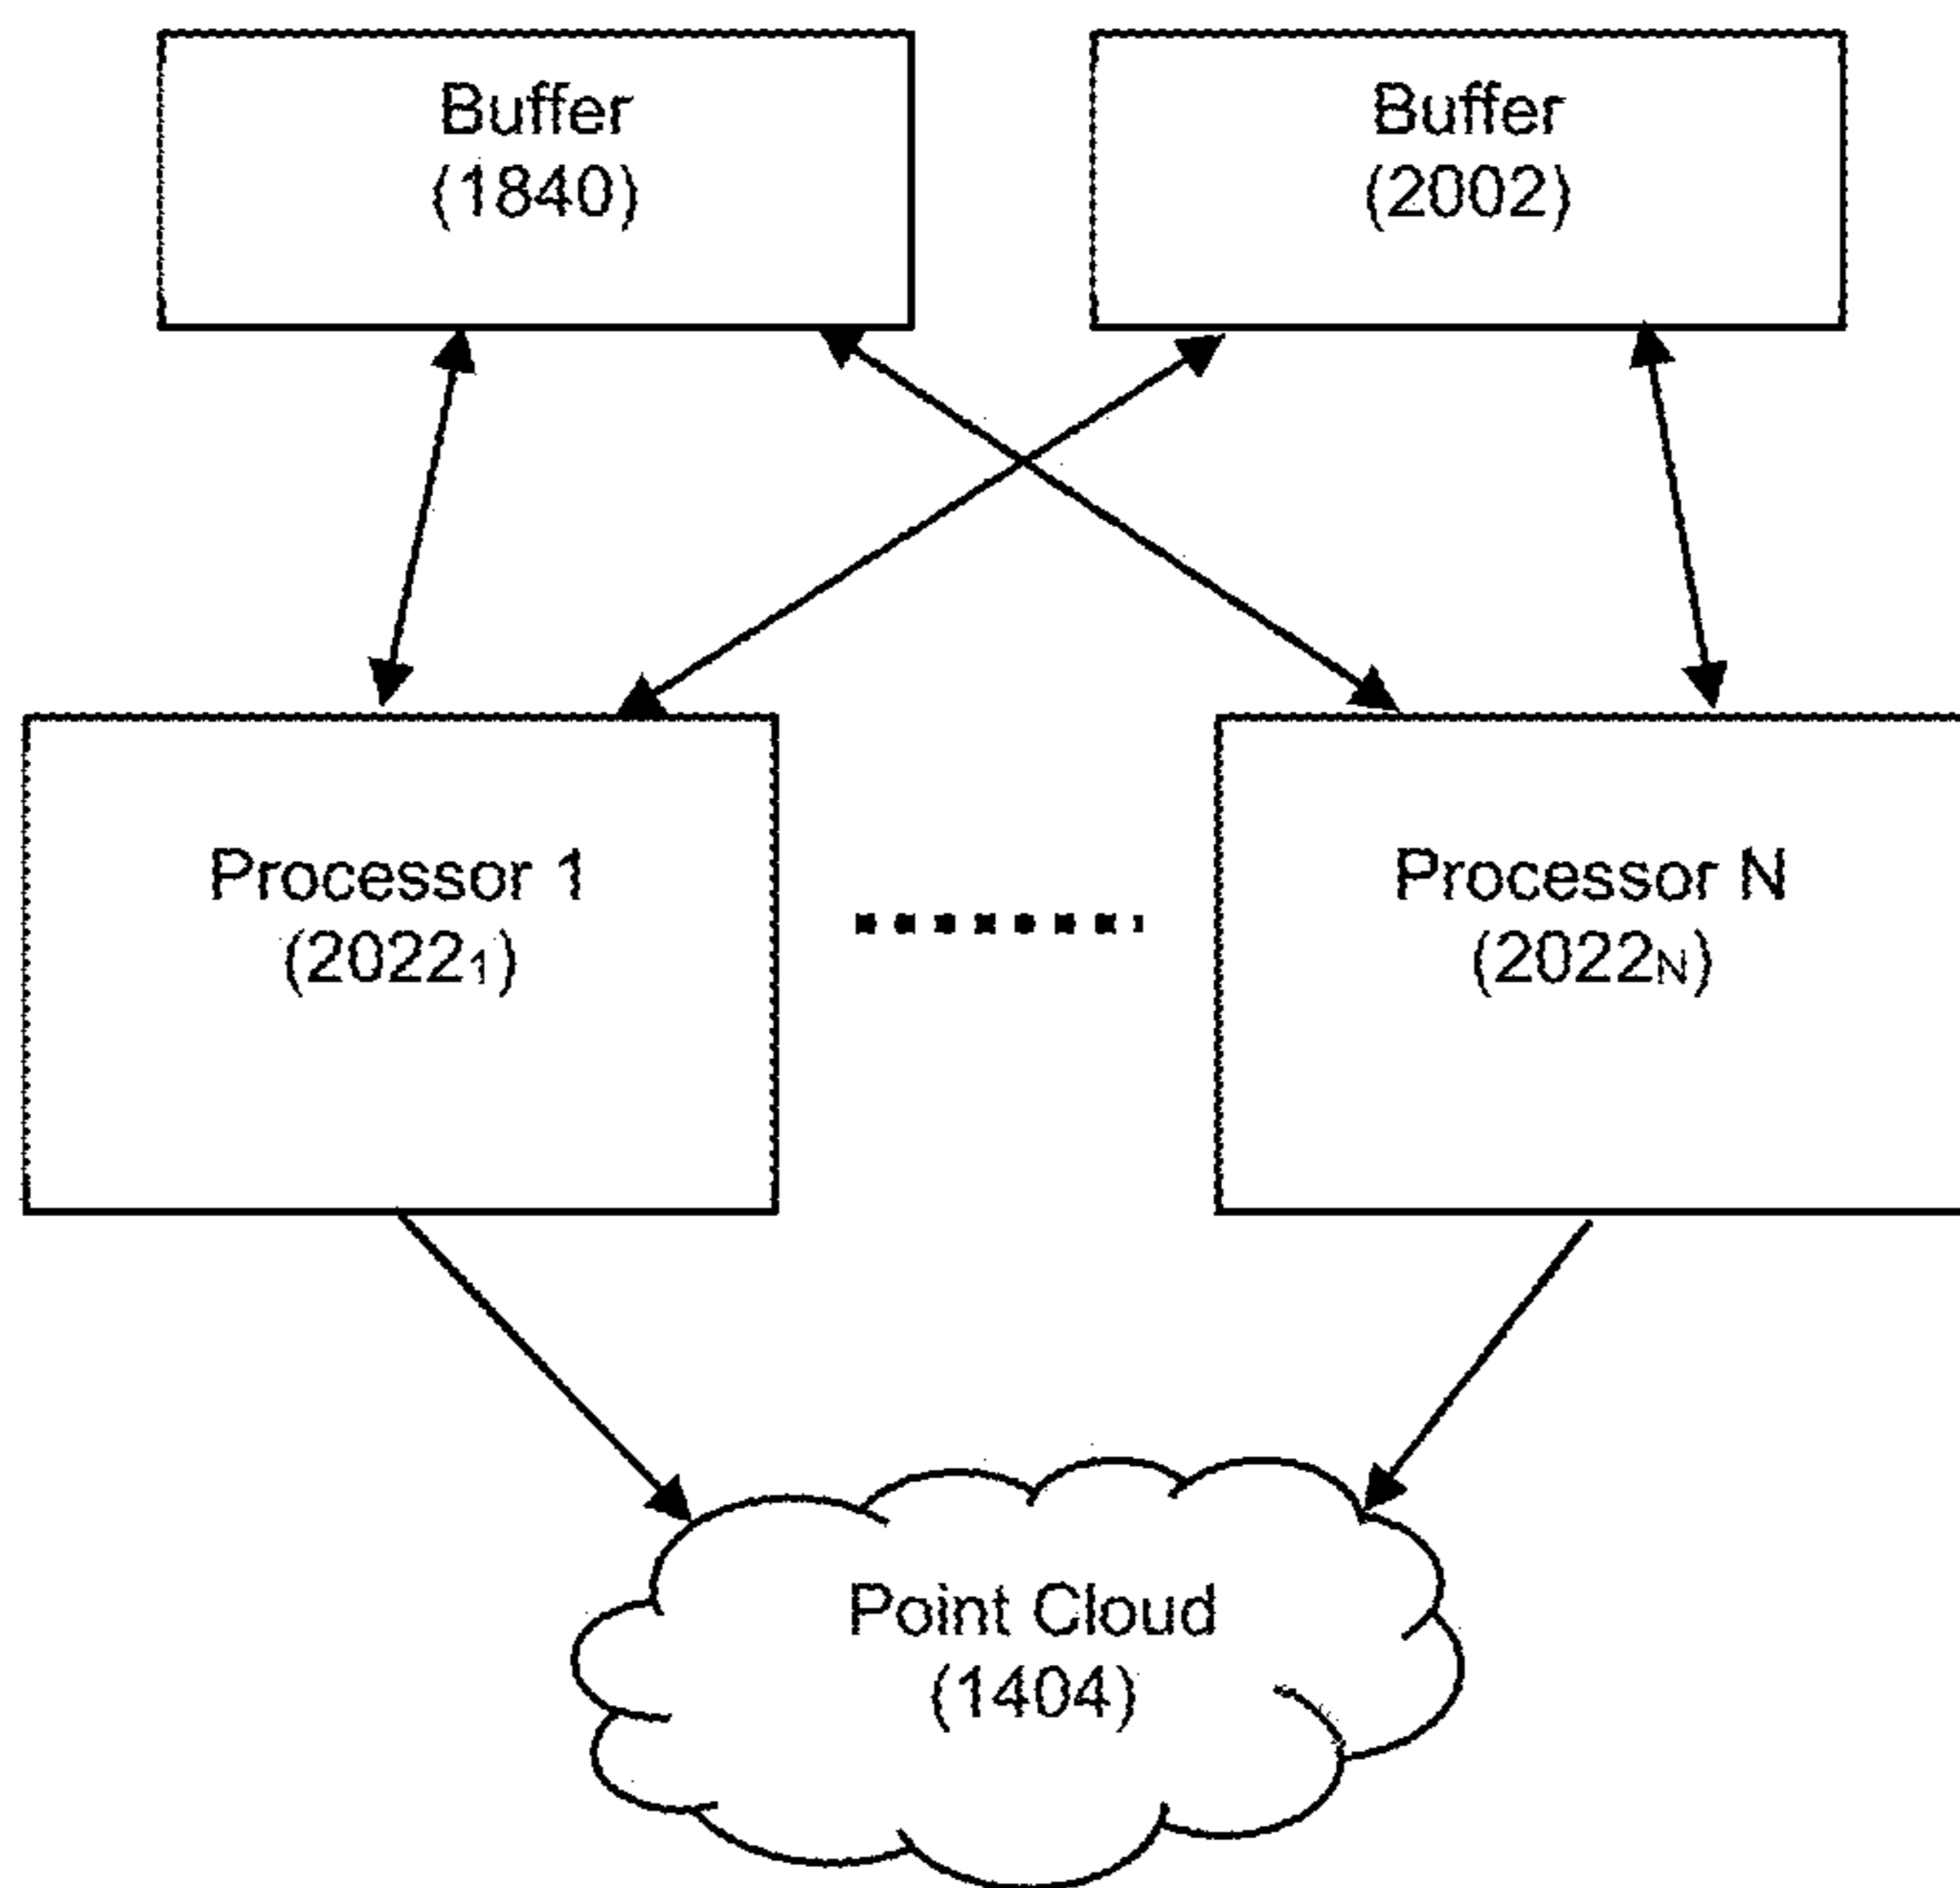 Buffer
(1840)
Buffer
(2002)
Processor 1
(2022₁)
Processor N
(2022N)
Point Cloud
(1404)